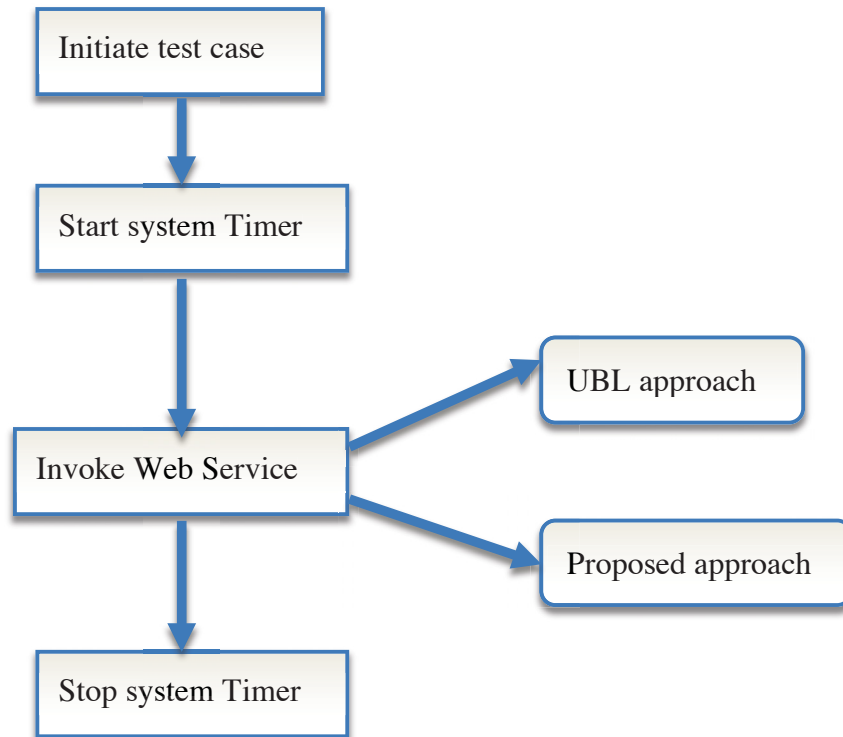 Initiate test case
Start system Timer
UBL approach
Invoke Web Service
Proposed approach
Stop system Timer